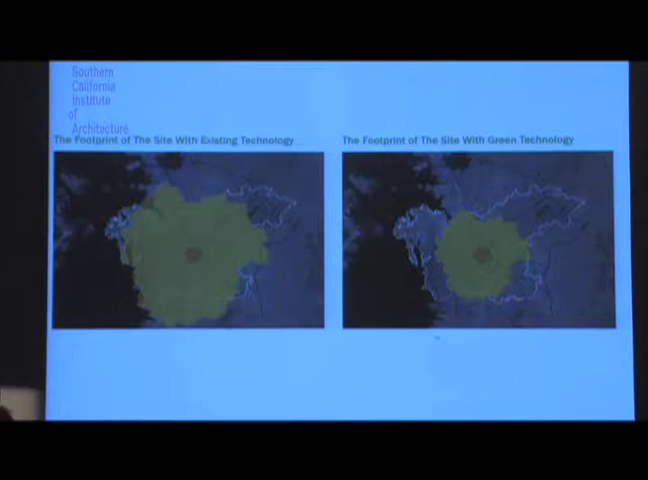 Southern
California
Institute
of
Architecture
The Footprint of The Site With Existing Technology
The Footprint of The Site With Green Technology